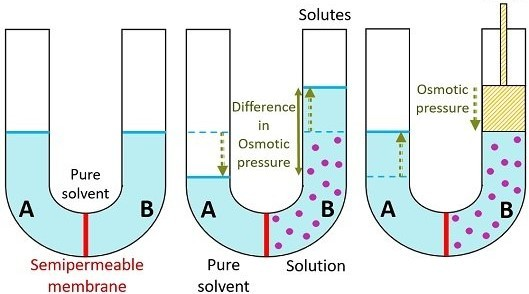 Pure
solvent
A
B
Semipermeable
membrane
Solutes
Difference
in
Osmotic
pressure
A
B
Pure
solvent
Solution
Osmotic
pressure
A
B